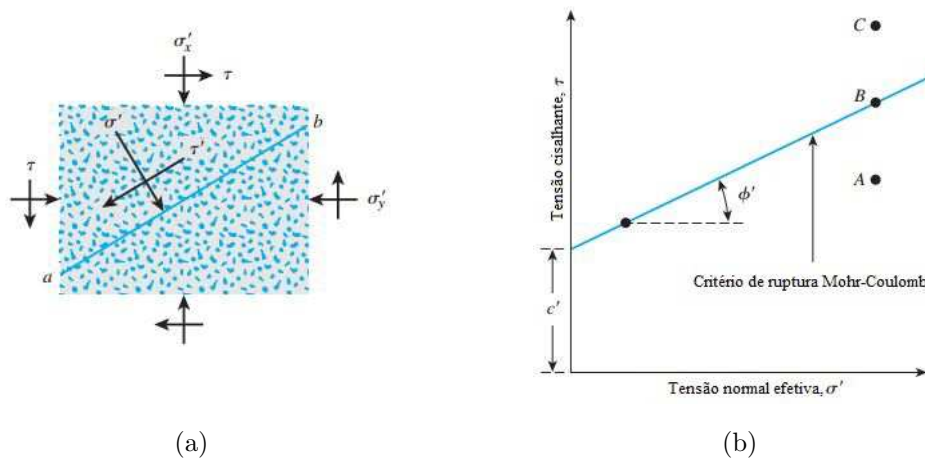 σ′x
τ
σ′
b
τ′
τ
σ′y
a
(a)
C
B
A
ϕ′
Tensão cisalhante, τ
Critério de ruptura Mohr-Coulomb
c′
Tensão normal efetiva, σ′
(b)